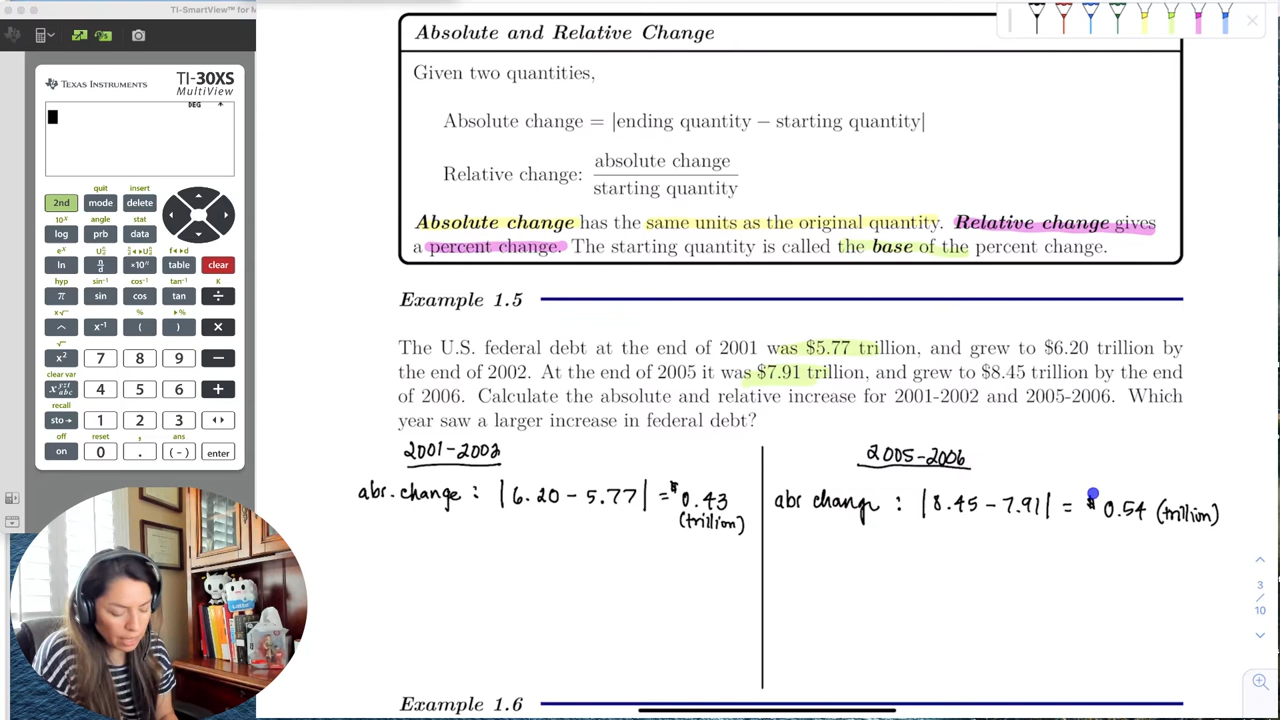 TI-SmartView™ for M
TEXAS INSTRUMENTS TI-30XS
MultiView
DEG
quit insert
2nd mode delete
10ˣ angle stat
log prb data
eˣ
ln n/d ×10ⁿ table clear
hyp sin⁻¹ cos⁻¹ tan⁻¹ K
π sin cos tan ÷
% ▸%
^ x⁻¹ ( ) ×
x² 7 8 9 −
clear var
x yzt abc 4 5 6 +
recall
sto→ 1 2 3
off reset , ans
on 0 . (-) enter
Absolute and Relative Change
Given two quantities,
Absolute change = |ending quantity − starting quantity|
Relative change: absolute change
starting quantity
Absolute change has the same units as the original quantity. Relative change gives
a percent change. The starting quantity is called the base of the percent change.
Example 1.5
The U.S. federal debt at the end of 2001 was $5.77 trillion, and grew to $6.20 trillion by
the end of 2002. At the end of 2005 it was $7.91 trillion, and grew to $8.45 trillion by the end
of 2006. Calculate the absolute and relative increase for 2001-2002 and 2005-2006. Which
year saw a larger increase in federal debt?
2001-2002
abs. change : |6.20 - 5.77| = $0.43
(trillion)
2005-2006
abs change : |8.45 - 7.91| = $0.54 (trillion)
Example 1.6
3
/
10